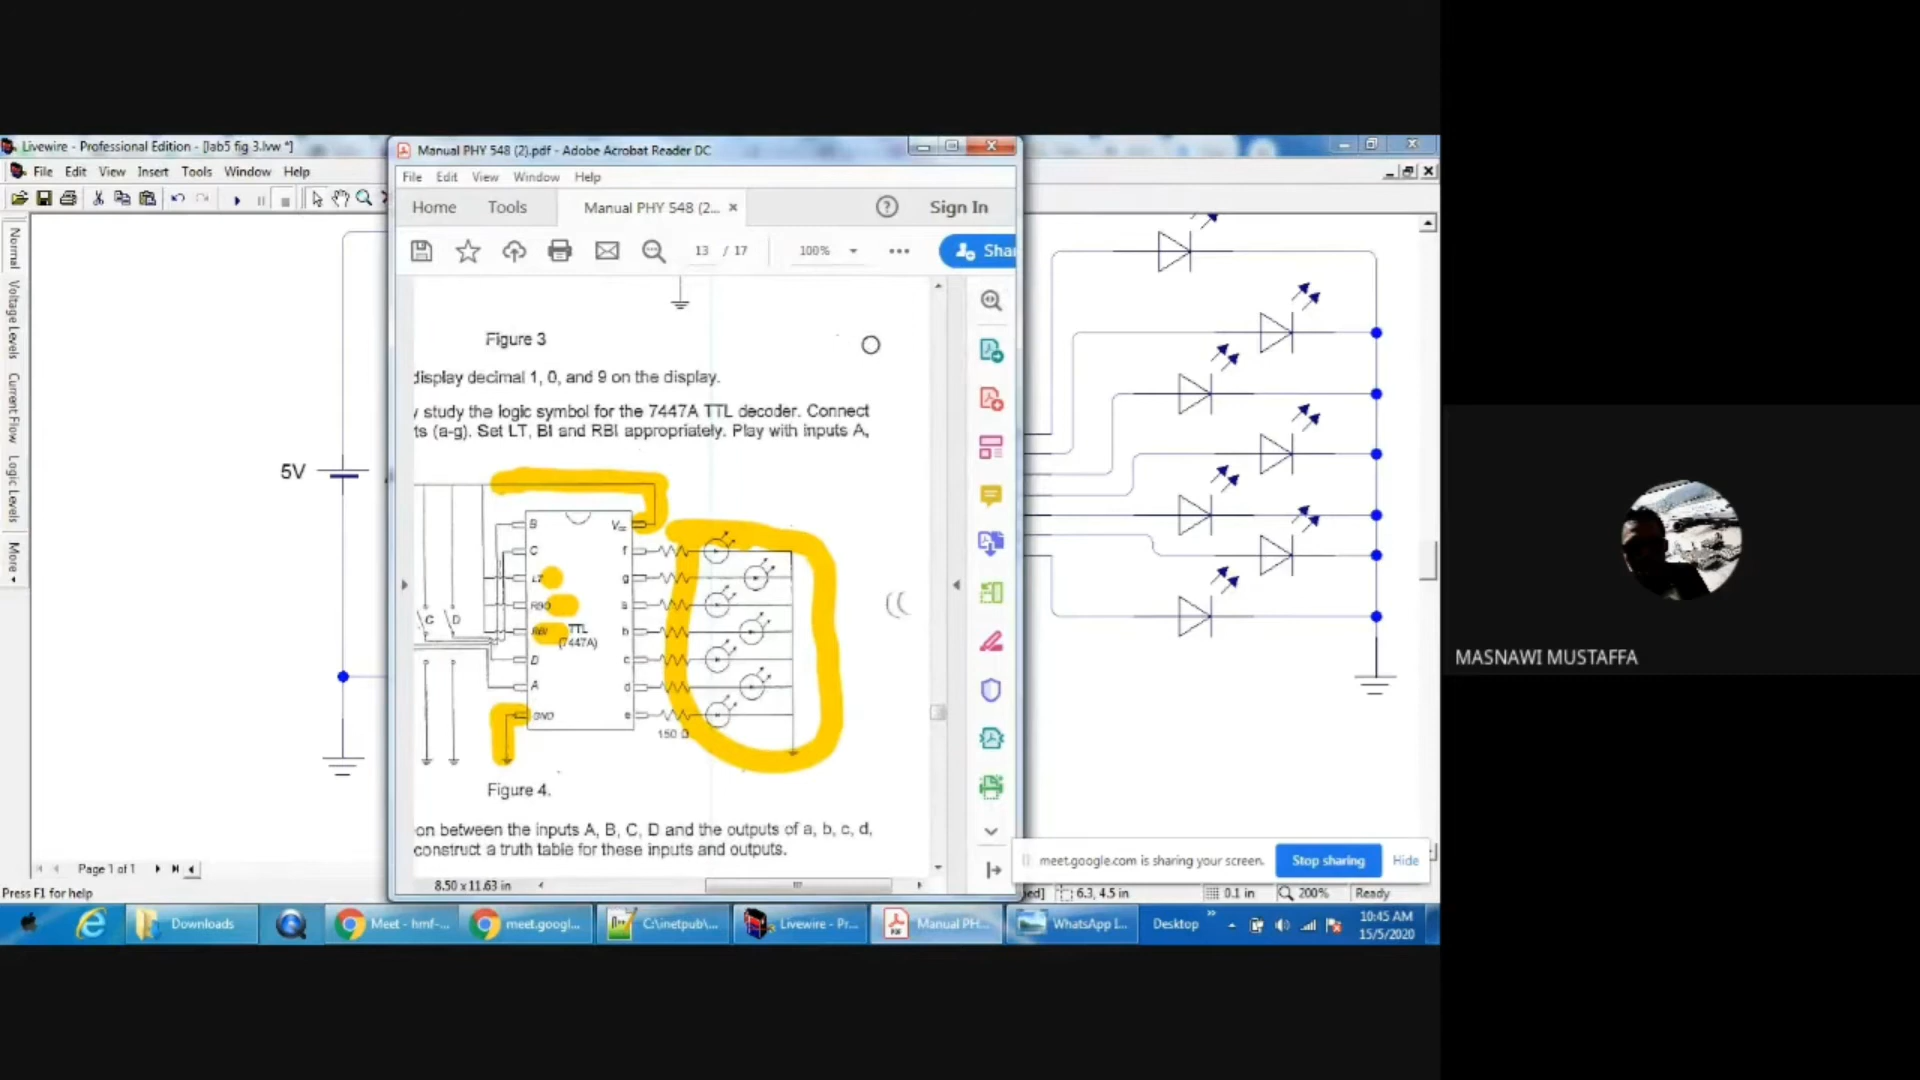 Livewire - Professional Edition - [lab5 fig 3.lvw *]
File Edit View Insert Tools Window Help
Normal
Voltage Levels
Current Flow
Logic Levels
More
5V
Page 1 of 1
Press F1 for help
Manual PHY 548 (2).pdf - Adobe Acrobat Reader DC
File Edit View Window Help
Home Tools Manual PHY 548 (2... × ? Sign In
13 / 17 100% Shar
Figure 3
display decimal 1, 0, and 9 on the display.
study the logic symbol for the 7447A TTL decoder. Connect
ts (a-g). Set LT, BI and RBI appropriately. Play with inputs A,
B
C f
LT g
RBO
RBI TTL b
(7447A)
C D
D c
A d
GND e
150 Ω
Figure 4.
on between the inputs A, B, C, D and the outputs of a, b, c, d,
construct a truth table for these inputs and outputs.
8.50 x 11.63 in
meet.google.com is sharing your screen. Stop sharing Hide
6.3, 4.5 in 0.1 in 200% Ready
Downloads Meet - hmf-... meet.googl... C:\inetpub\... Livewire - Pr... Manual PH... WhatsApp I... Desktop
10:45 AM
15/5/2020
MASNAWI MUSTAFFA